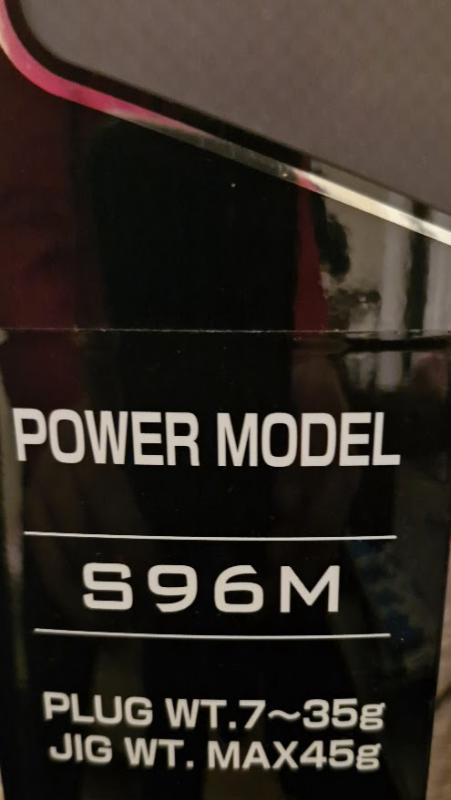 POWER MODEL
S96M
PLUG WT.7～35g
JIG WT. MAX45g